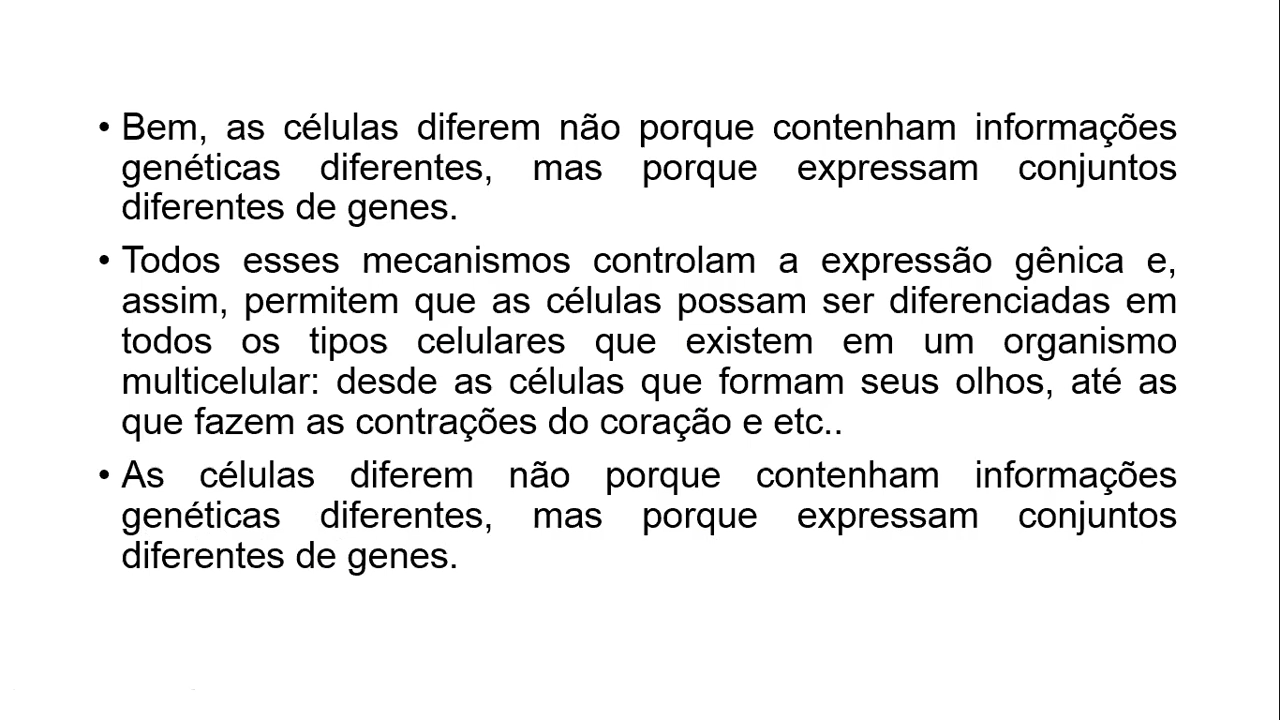 • Bem, as células diferem não porque contenham informações
genéticas diferentes, mas porque expressam conjuntos
diferentes de genes.
• Todos esses mecanismos controlam a expressão gênica e,
assim, permitem que as células possam ser diferenciadas em
todos os tipos celulares que existem em um organismo
multicelular: desde as células que formam seus olhos, até as
que fazem as contrações do coração e etc..
• As células diferem não porque contenham informações
genéticas diferentes, mas porque expressam conjuntos
diferentes de genes.